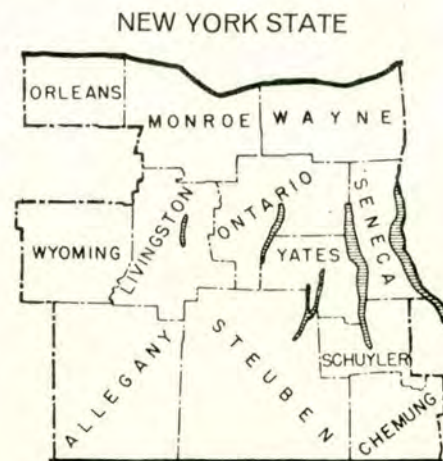 NEW YORK STATE
ORLEANS
MONROE
WAYNE
LIVINGSTON
ONTARIO
SENECA
WYOMING
YATES
ALLEGANY
STEUBEN
SCHUYLER
CHEMUNG